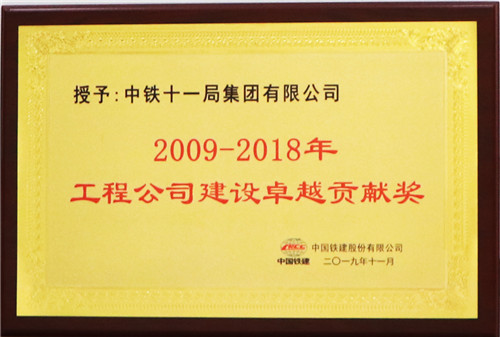 授予:中铁十一局集团有限公司
2009-2018年
工程公司建设卓越贡献奖
中国铁建
中国铁建股份有限公司
二〇一九年十一月